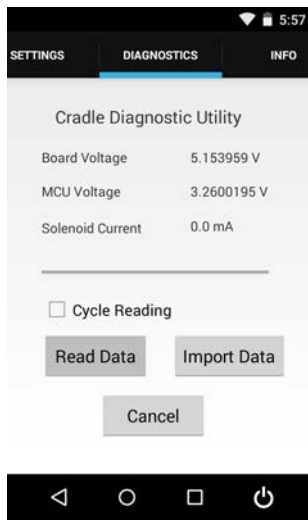 5:57
SETTINGS DIAGNOSTICS INFO
Cradle Diagnostic Utility
Board Voltage 5.153959 V
MCU Voltage 3.2600195 V
Solenoid Current 0.0 mA
Cycle Reading
Read Data Import Data
Cancel